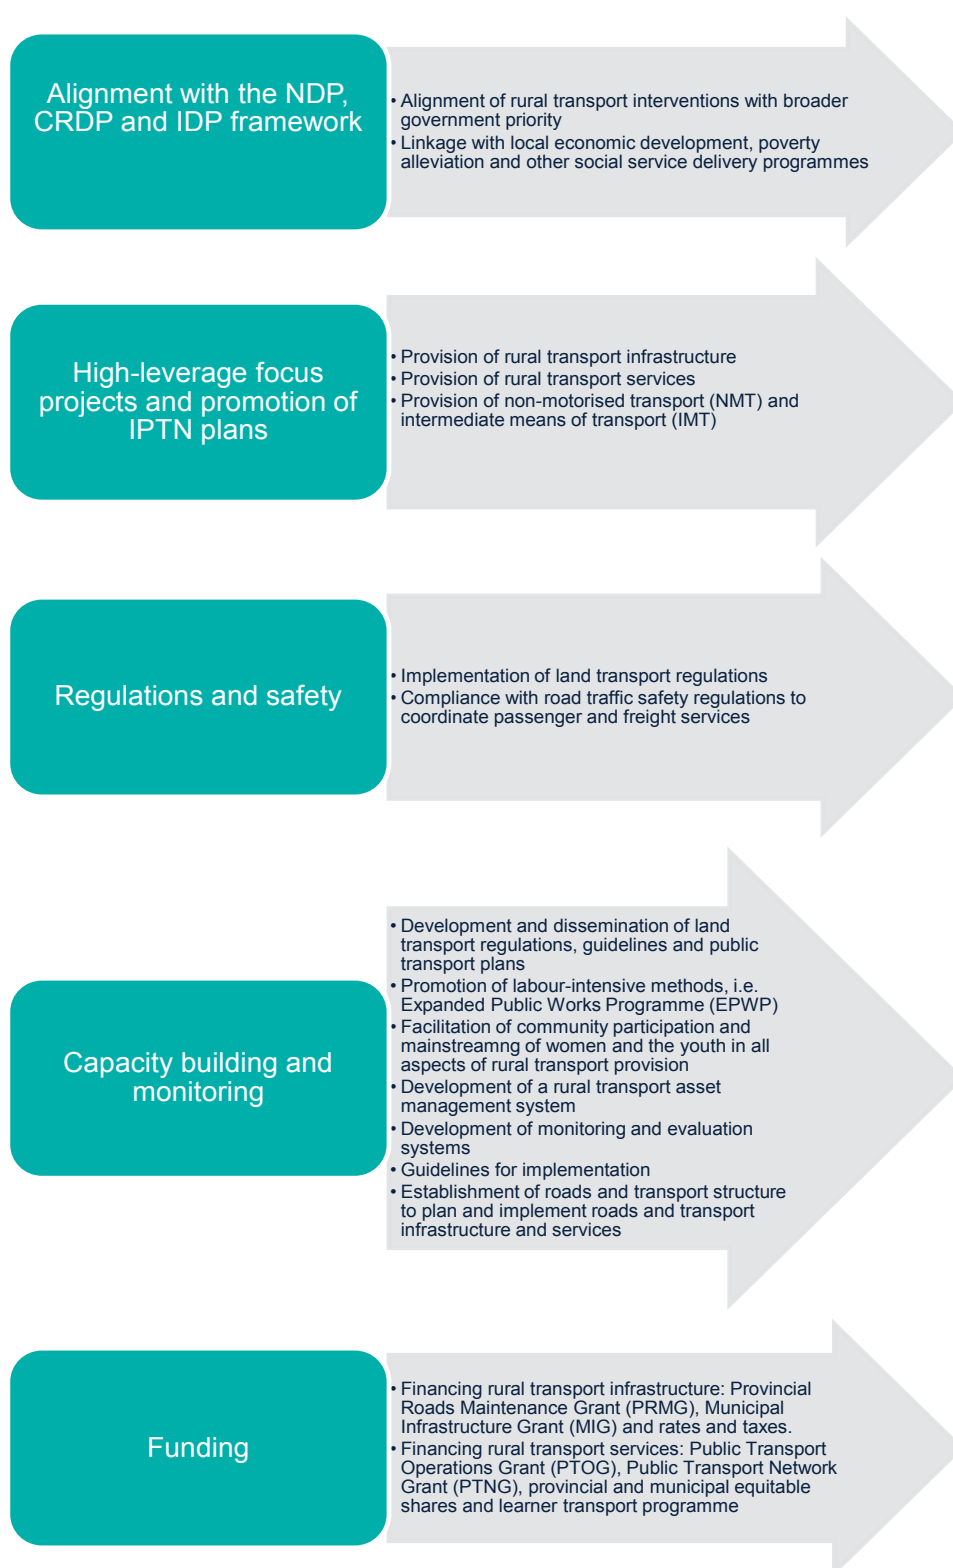 Alignment with the NDP,
CRDP and IDP framework
• Alignment of rural transport interventions with broader
government priority
• Linkage with local economic development, poverty
alleviation and other social service delivery programmes
High-leverage focus
projects and promotion of
IPTN plans
• Provision of rural transport infrastructure
• Provision of rural transport services
• Provision of non-motorised transport (NMT) and
intermediate means of transport (IMT)
Regulations and safety
• Implementation of land transport regulations
• Compliance with road traffic safety regulations to
coordinate passenger and freight services
Capacity building and
monitoring
• Development and dissemination of land
transport regulations, guidelines and public
transport plans
• Promotion of labour-intensive methods, i.e.
Expanded Public Works Programme (EPWP)
• Facilitation of community participation and
mainstreamng of women and the youth in all
aspects of rural transport provision
• Development of a rural transport asset
management system
• Development of monitoring and evaluation
systems
• Guidelines for implementation
• Establishment of roads and transport structure
to plan and implement roads and transport
infrastructure and services
Funding
• Financing rural transport infrastructure: Provincial
Roads Maintenance Grant (PRMG), Municipal
Infrastructure Grant (MIG) and rates and taxes.
• Financing rural transport services: Public Transport
Operations Grant (PTOG), Public Transport Network
Grant (PTNG), provincial and municipal equitable
shares and learner transport programme